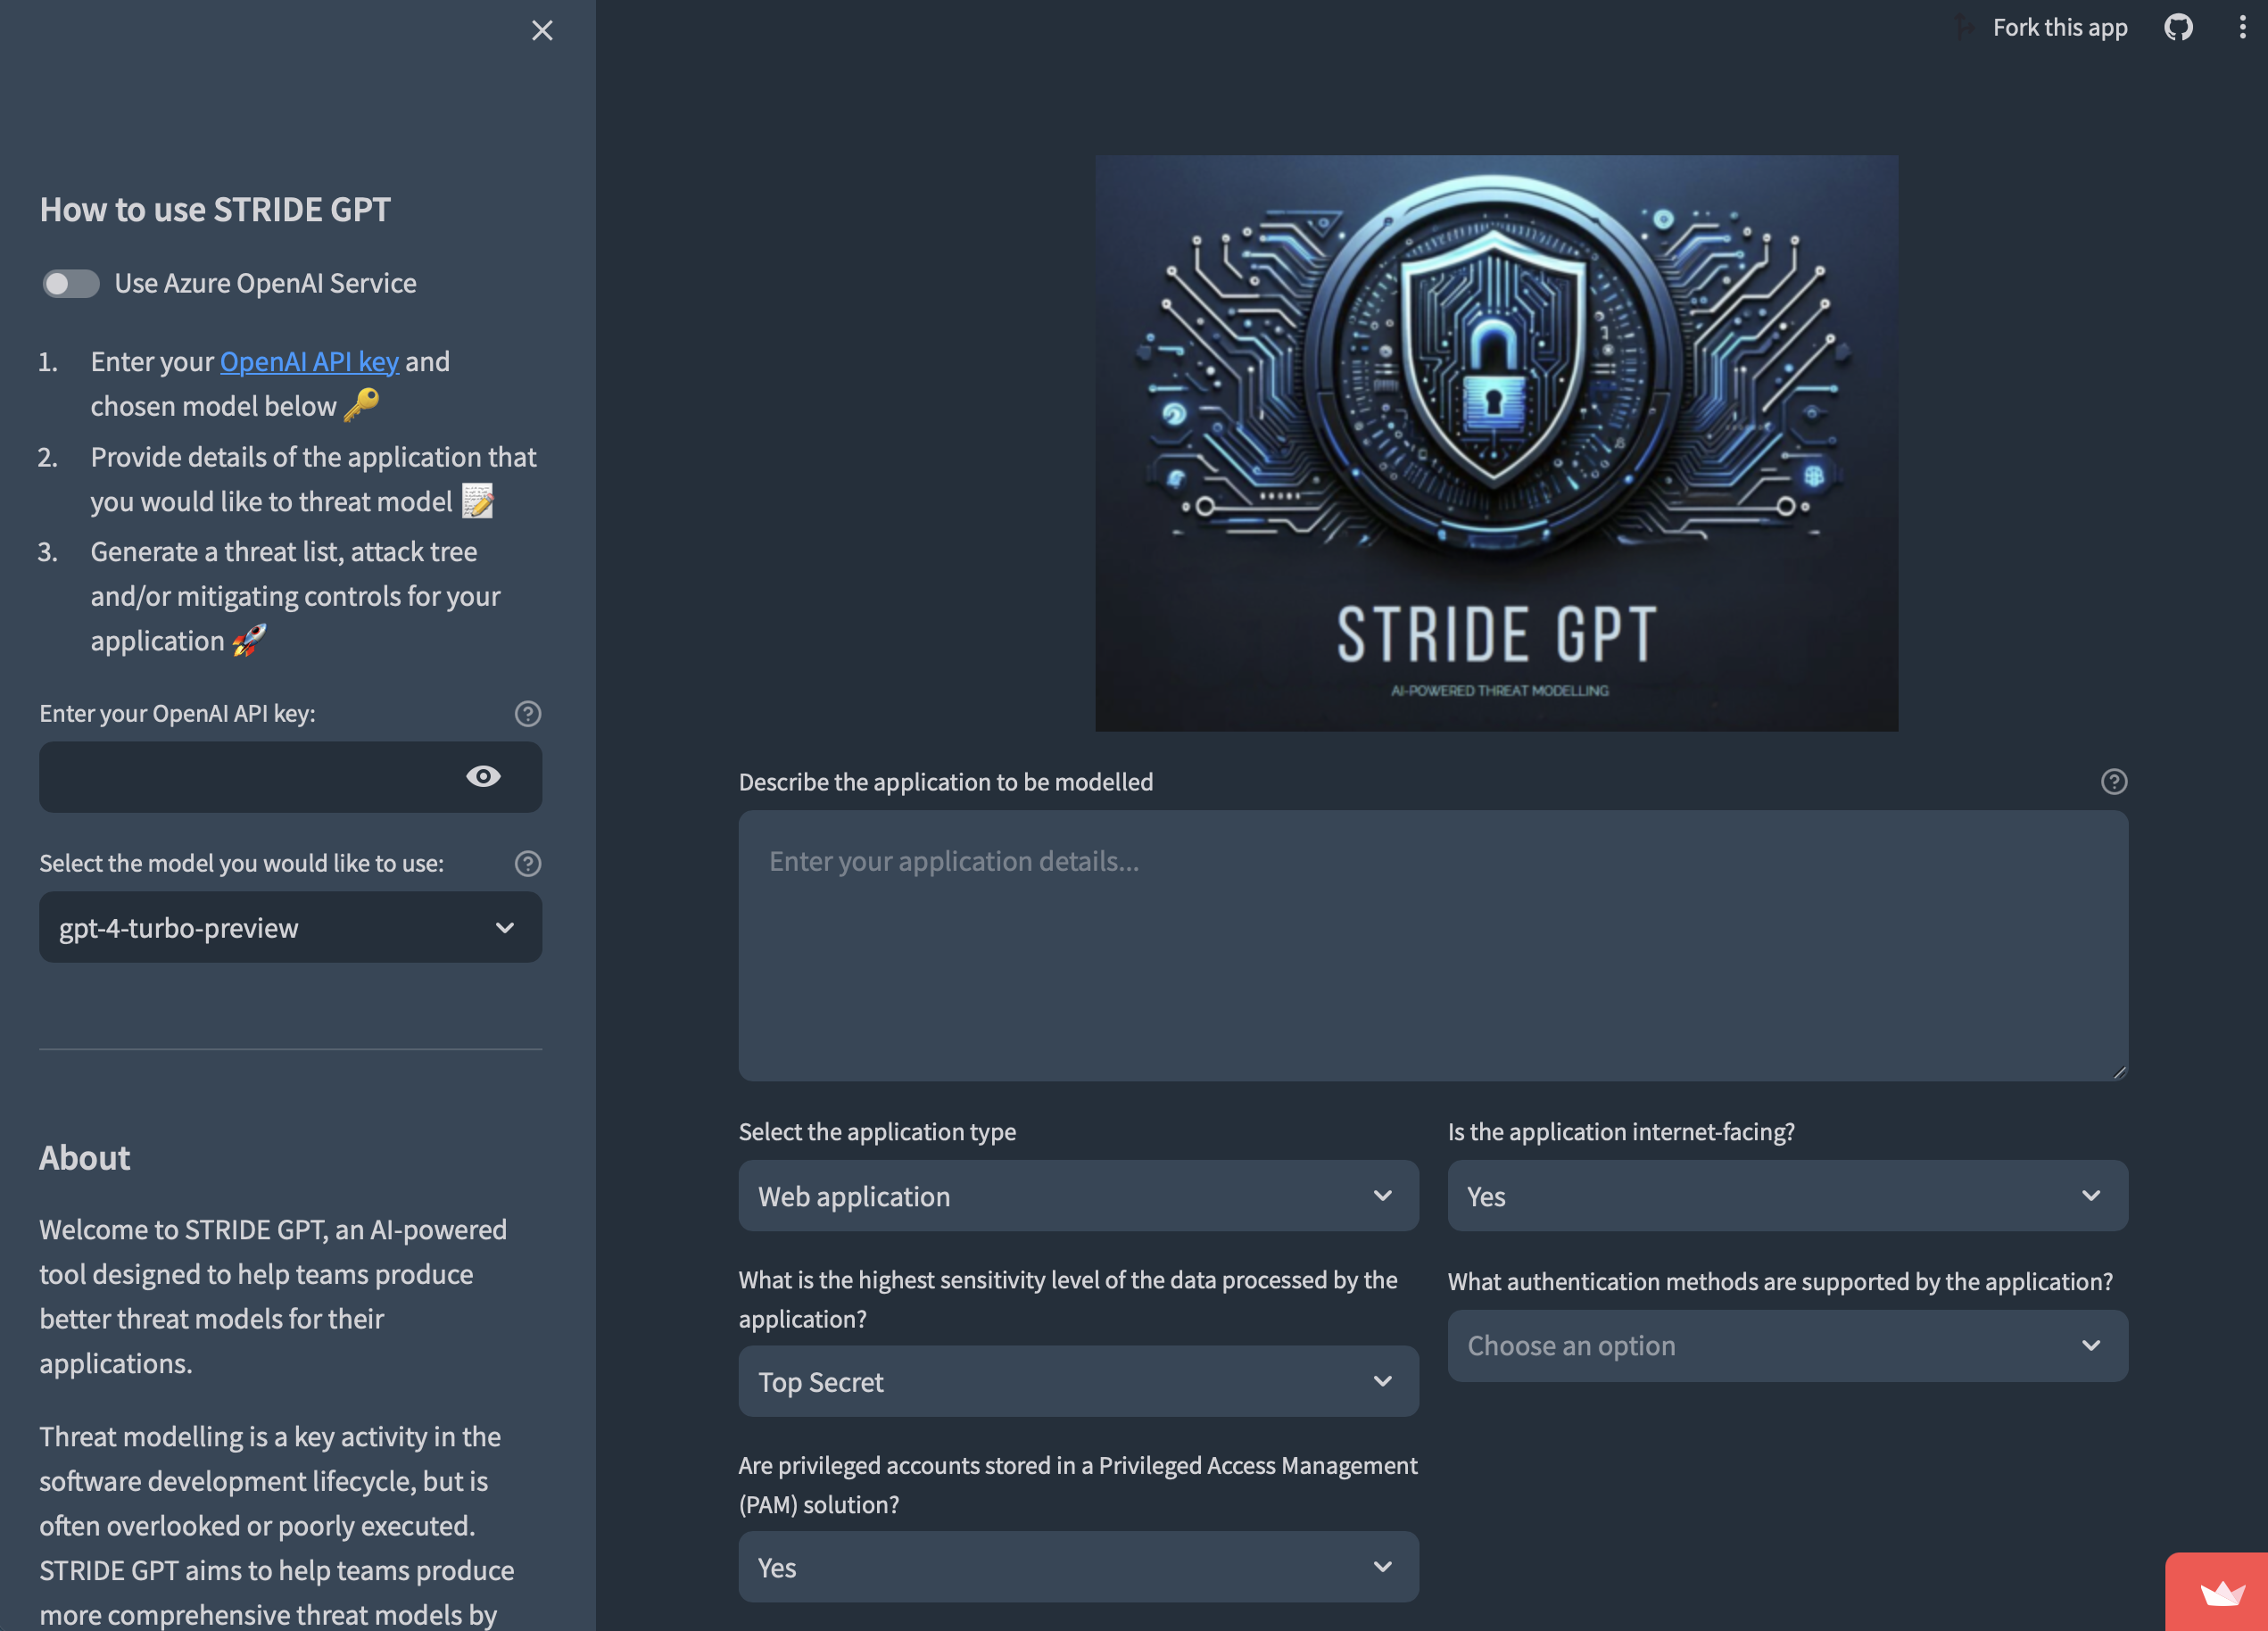 Fork this app
How to use STRIDE GPT
Use Azure OpenAI Service
1. Enter your OpenAI API key and
chosen model below
2. Provide details of the application that
you would like to threat model
3. Generate a threat list, attack tree
and/or mitigating controls for your
application
Enter your OpenAI API key:
Select the model you would like to use:
gpt-4-turbo-preview
About
Welcome to STRIDE GPT, an AI-powered
tool designed to help teams produce
better threat models for their
applications.
Threat modelling is a key activity in the
software development lifecycle, but is
often overlooked or poorly executed.
STRIDE GPT aims to help teams produce
more comprehensive threat models by
STRIDE GPT
AI-POWERED THREAT MODELLING
Describe the application to be modelled
Enter your application details...
Select the application type
Web application
Is the application internet-facing?
Yes
What is the highest sensitivity level of the data processed by the
application?
Top Secret
What authentication methods are supported by the application?
Choose an option
Are privileged accounts stored in a Privileged Access Management
(PAM) solution?
Yes